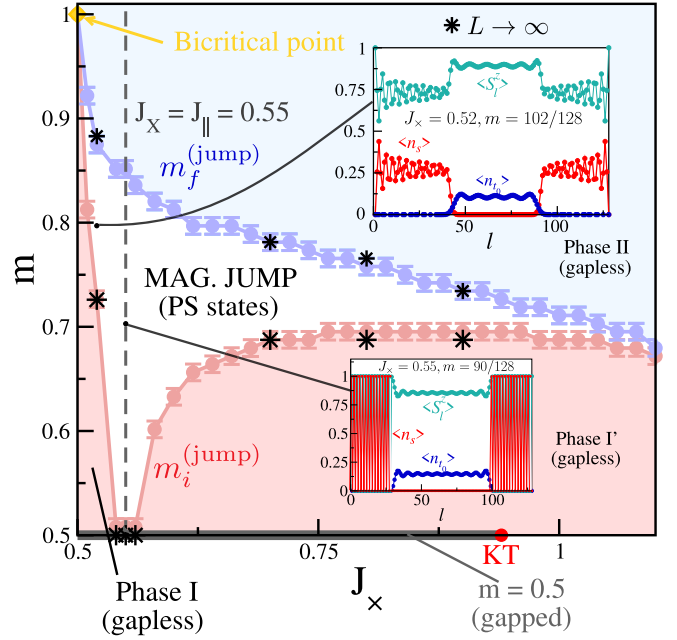 1
0.9
0.8
0.7
0.6
0.5
m
0.5
0.75
1
J×
Bicritical point
* L → ∞
J× = J|| = 0.55
m_f^(jump)
MAG. JUMP
(PS states)
m_i^(jump)
Phase I
(gapless)
KT
m = 0.5
(gapped)
1
0.75
0.5
0.25
0
0
50
100
l
<S_l^z>
J× = 0.52, m = 102/128
<n_s>
<n_t₀>
Phase II
(gapless)
1
0.75
0.5
0.25
0
0
50
100
l
J× = 0.55, m = 90/128
<S_l^z>
<n_s>
<n_t₀>
Phase I'
(gapless)